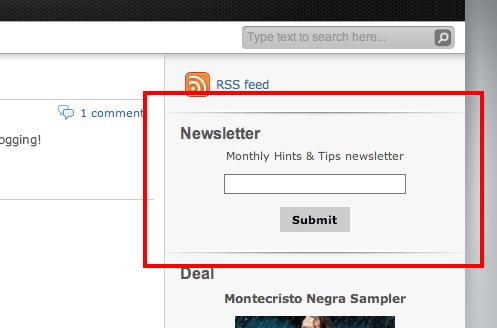 Type text to search here...
RSS feed
1 comment
ogging!
Newsletter
Monthly Hints & Tips newsletter
Submit
Deal
Montecristo Negra Sampler